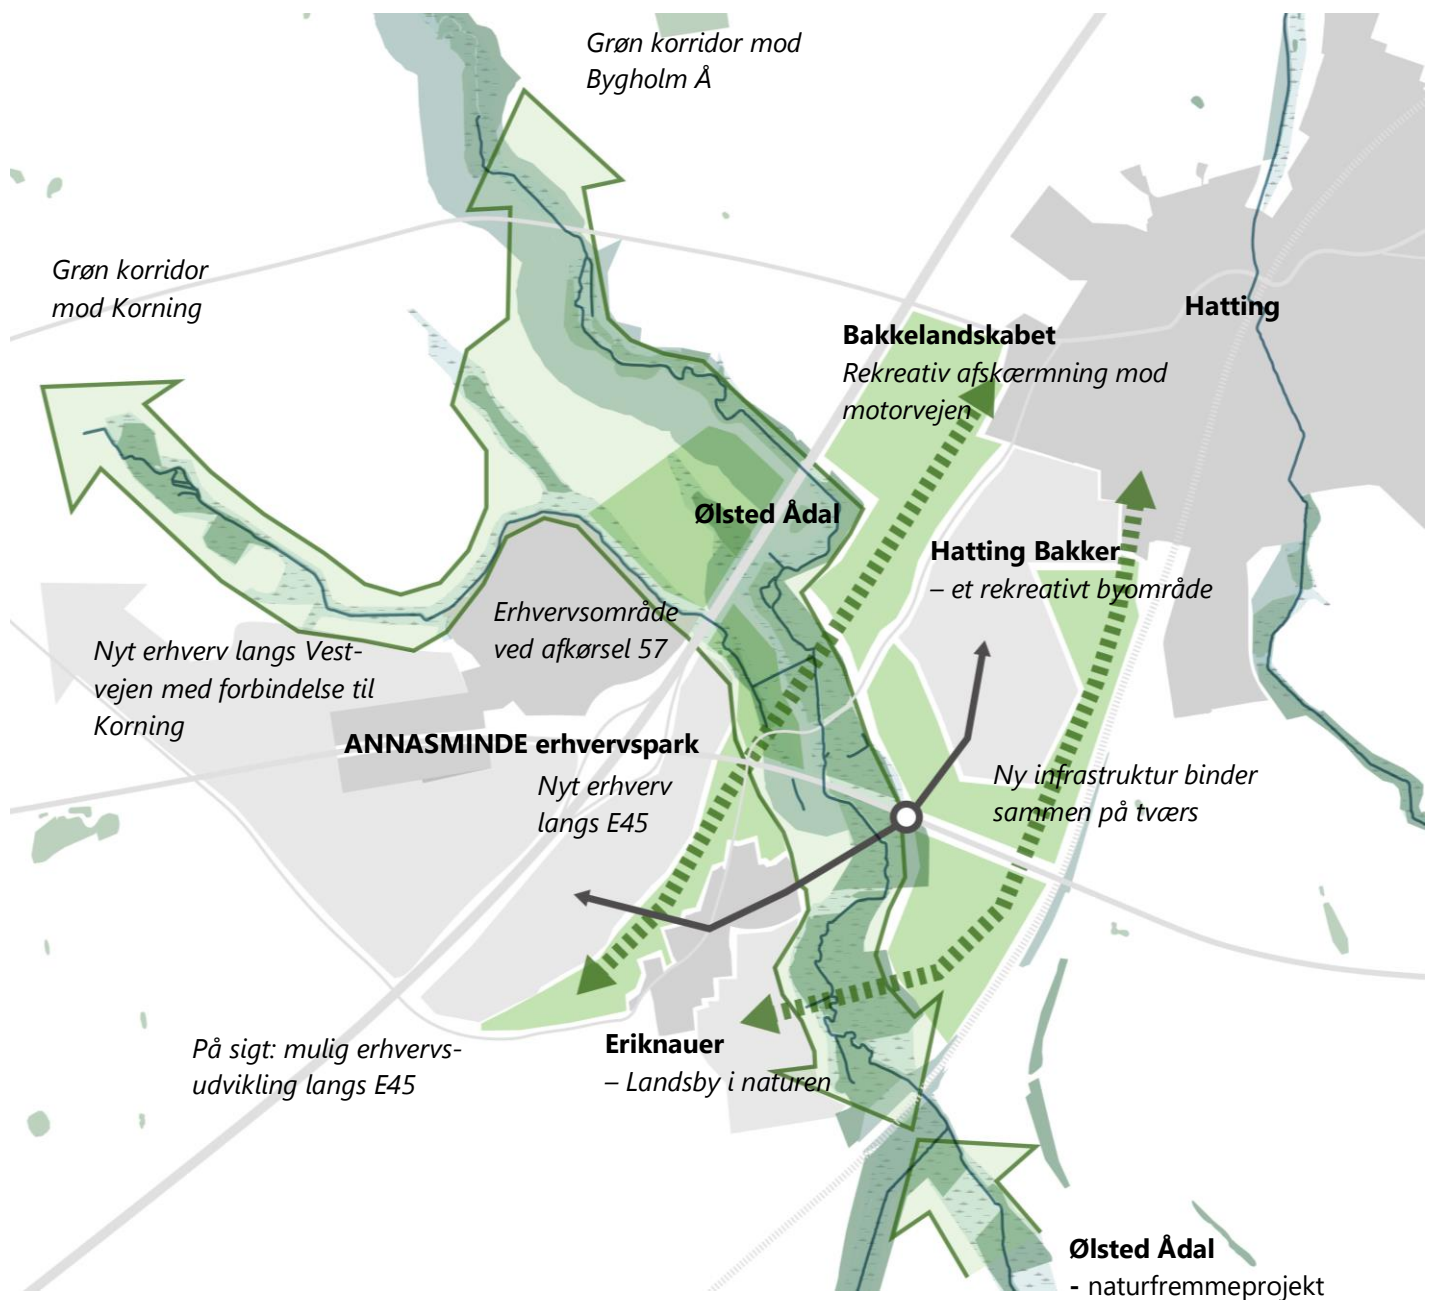 Grøn korridor mod
Bygholm Å
Grøn korridor
mod Korning
Hatting
Bakkelandskabet
Rekreativ afskærmning mod
motorvejen
Ølsted Ådal
Hatting Bakker
– et rekreativt byområde
Erhvervsområde
ved afkørsel 57
Nyt erhverv langs Vest-
vejen med forbindelse til
Korning
ANNASMINDE erhvervspark
Nyt erhverv
langs E45
Ny infrastruktur binder
sammen på tværs
På sigt: mulig erhvervs-
udvikling langs E45
Eriknauer
– Landsby i naturen
Ølsted Ådal
- naturfremmeprojekt